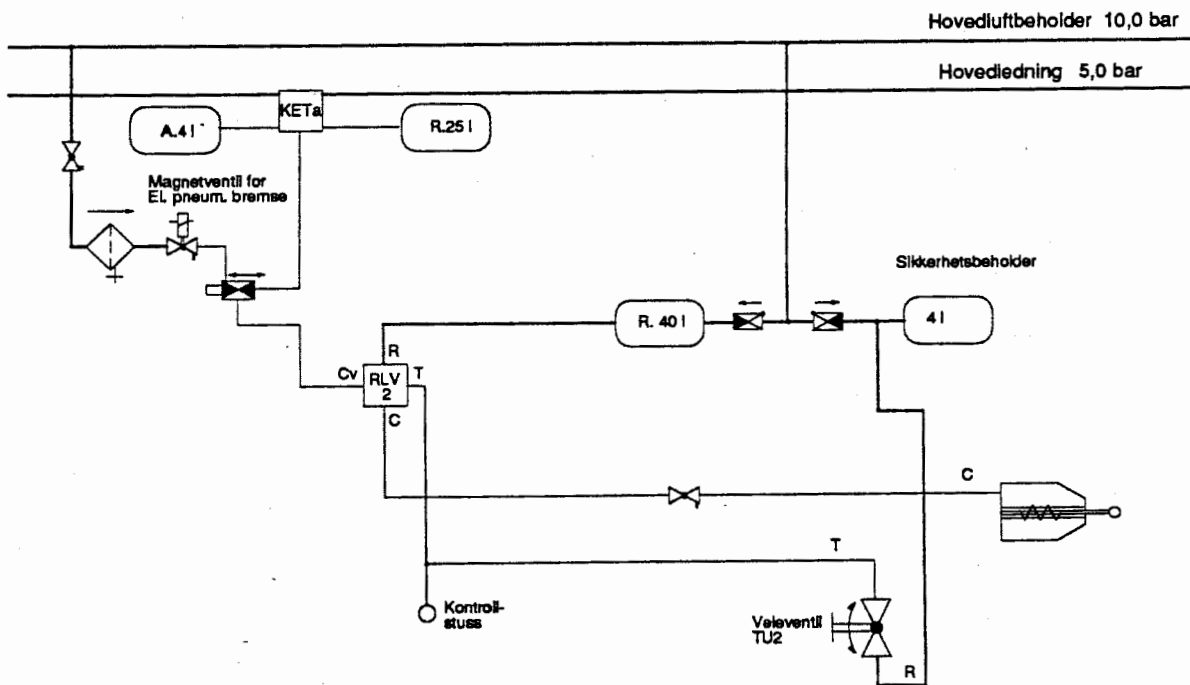 Hovedluftbeholder 10,0 bar
Hovedledning 5,0 bar
KETa
A.4 l
R.25 l
Magnetventil for
El. pneum. bremse
Sikkerhetsbeholder
R. 40 l
4 l
R
Cv
RLV
2
T
C
C
T
Kontroll-
stuss
Veieventil
TU2
R